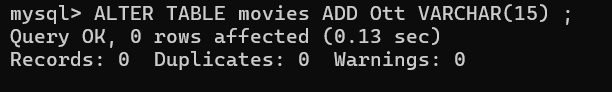 mysql> ALTER TABLE movies ADD Ott VARCHAR(15) ;
Query OK, 0 rows affected (0.13 sec)
Records: 0  Duplicates: 0  Warnings: 0